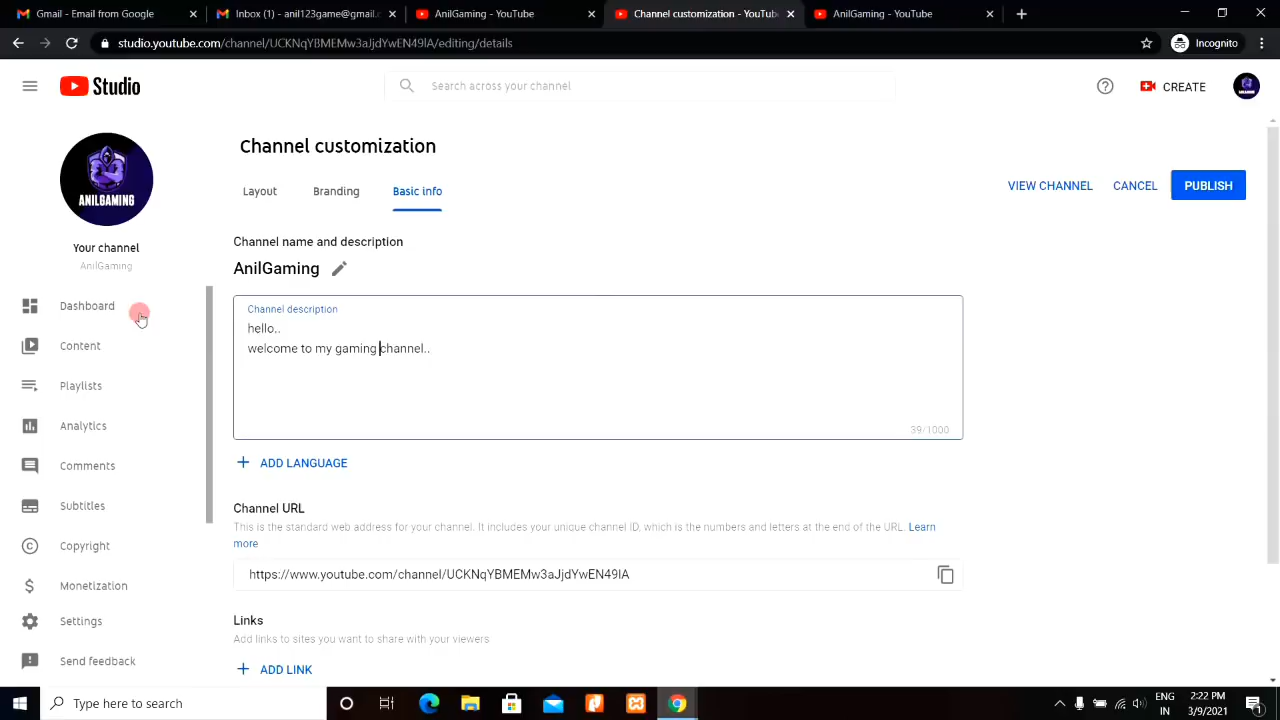 Gmail
Inbox (1) - anil123game@gmail.c
AnilGaming - YouTube
Channel customization - YouTub
AnilGaming - YouTube
studio.youtube.com/channel/UCKNqYBMEMw3aJjdYwEN49lA/editing/details
Incognito
Studio
Search across your channel
CREATE
ANILGAMING
Your channel
AnilGaming
Dashboard
Content
Playlists
Analytics
Comments
Subtitles
Copyright
Monetization
Settings
Send feedback
Channel customization
Layout
Branding
Basic info
VIEW CHANNEL
CANCEL
PUBLISH
Channel name and description
AnilGaming
Channel description
hello..
welcome to my gaming channel..
39/1000
ADD LANGUAGE
Channel URL
This is the standard web address for your channel. It includes your unique channel ID, which is the numbers and letters at the end of the URL. Learn
more
https://www.youtube.com/channel/UCKNqYBMEMw3aJjdYwEN49lA
Links
Add links to sites you want to share with your viewers
ADD LINK
Type here to search
ENG
IN
2:22 PM
3/9/2021